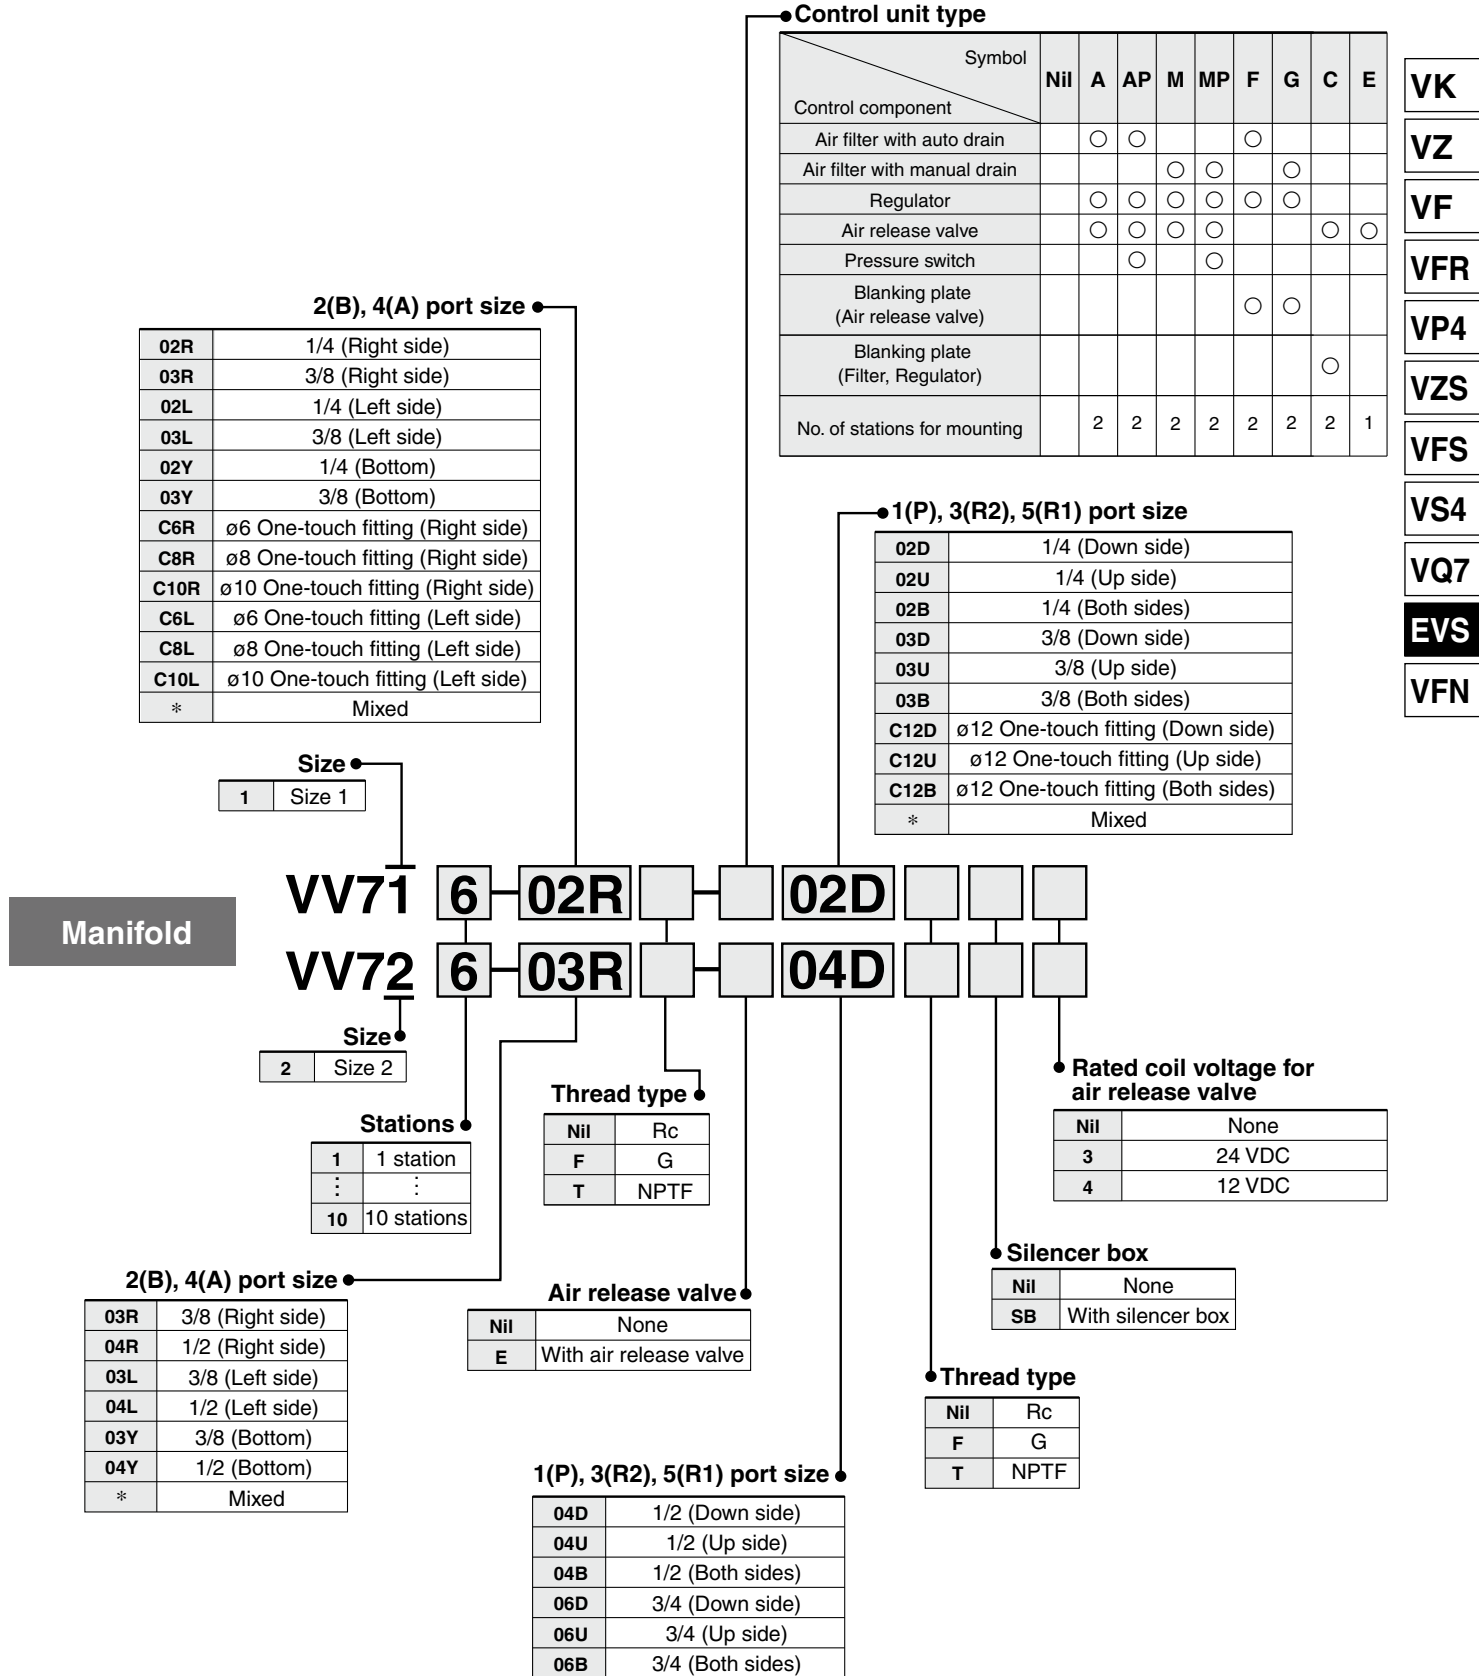 Control unit type
Symbol
Control component
Nil A AP M MP F G C E
Air filter with auto drain ○ ○ ○
Air filter with manual drain ○ ○ ○
Regulator ○ ○ ○ ○ ○ ○
Air release valve ○ ○ ○ ○ ○ ○
Pressure switch ○ ○
Blanking plate
(Air release valve) ○ ○
Blanking plate
(Filter, Regulator) ○
No. of stations for mounting 2 2 2 2 2 2 2 1
VK
VZ
VF
VFR
VP4
VZS
VFS
VS4
VQ7
EVS
VFN
2(B), 4(A) port size
02R 1/4 (Right side)
03R 3/8 (Right side)
02L 1/4 (Left side)
03L 3/8 (Left side)
02Y 1/4 (Bottom)
03Y 3/8 (Bottom)
C6R ø6 One-touch fitting (Right side)
C8R ø8 One-touch fitting (Right side)
C10R ø10 One-touch fitting (Right side)
C6L ø6 One-touch fitting (Left side)
C8L ø8 One-touch fitting (Left side)
C10L ø10 One-touch fitting (Left side)
* Mixed
1(P), 3(R2), 5(R1) port size
02D 1/4 (Down side)
02U 1/4 (Up side)
02B 1/4 (Both sides)
03D 3/8 (Down side)
03U 3/8 (Up side)
03B 3/8 (Both sides)
C12D ø12 One-touch fitting (Down side)
C12U ø12 One-touch fitting (Up side)
C12B ø12 One-touch fitting (Both sides)
* Mixed
Size
1 Size 1
Manifold
VV71 6 - 02R - 02D
VV72 6 - 03R - 04D
Size
2 Size 2
Stations
1 1 station
⋮ ⋮
10 10 stations
Thread type
Nil Rc
F G
T NPTF
Rated coil voltage for
air release valve
Nil None
3 24 VDC
4 12 VDC
Silencer box
Nil None
SB With silencer box
2(B), 4(A) port size
03R 3/8 (Right side)
04R 1/2 (Right side)
03L 3/8 (Left side)
04L 1/2 (Left side)
03Y 3/8 (Bottom)
04Y 1/2 (Bottom)
* Mixed
Air release valve
Nil None
E With air release valve
Thread type
Nil Rc
F G
T NPTF
1(P), 3(R2), 5(R1) port size
04D 1/2 (Down side)
04U 1/2 (Up side)
04B 1/2 (Both sides)
06D 3/4 (Down side)
06U 3/4 (Up side)
06B 3/4 (Both sides)